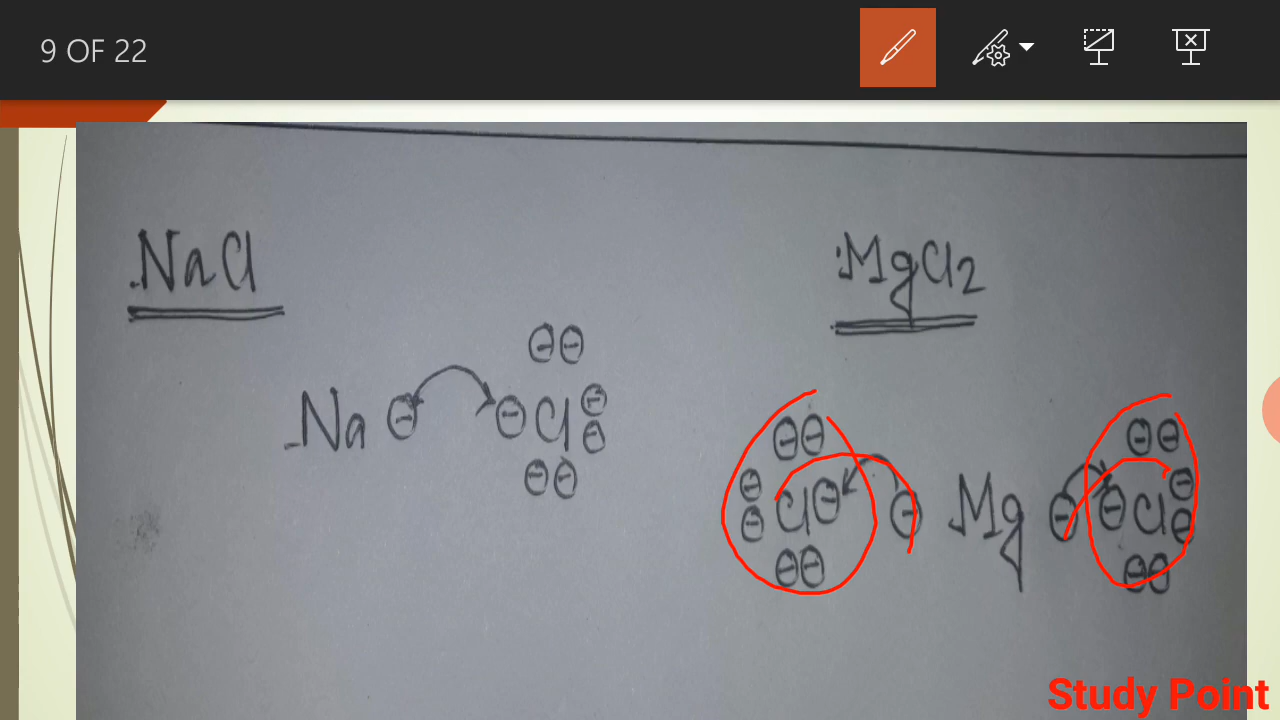 9 OF 22
NaCl
MgCl2
Na Cl
Cl Mg Cl
Study Point